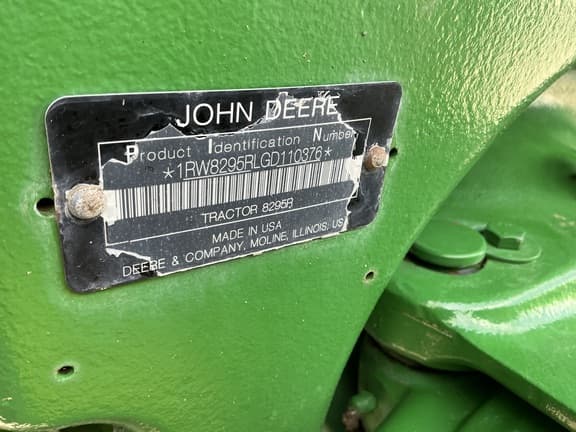 JOHN DEERE
Product Identification Number
*1RW8295RLGD110376*
TRACTOR 8295R
MADE IN USA
DEERE & COMPANY, MOLINE, ILLINOIS, US